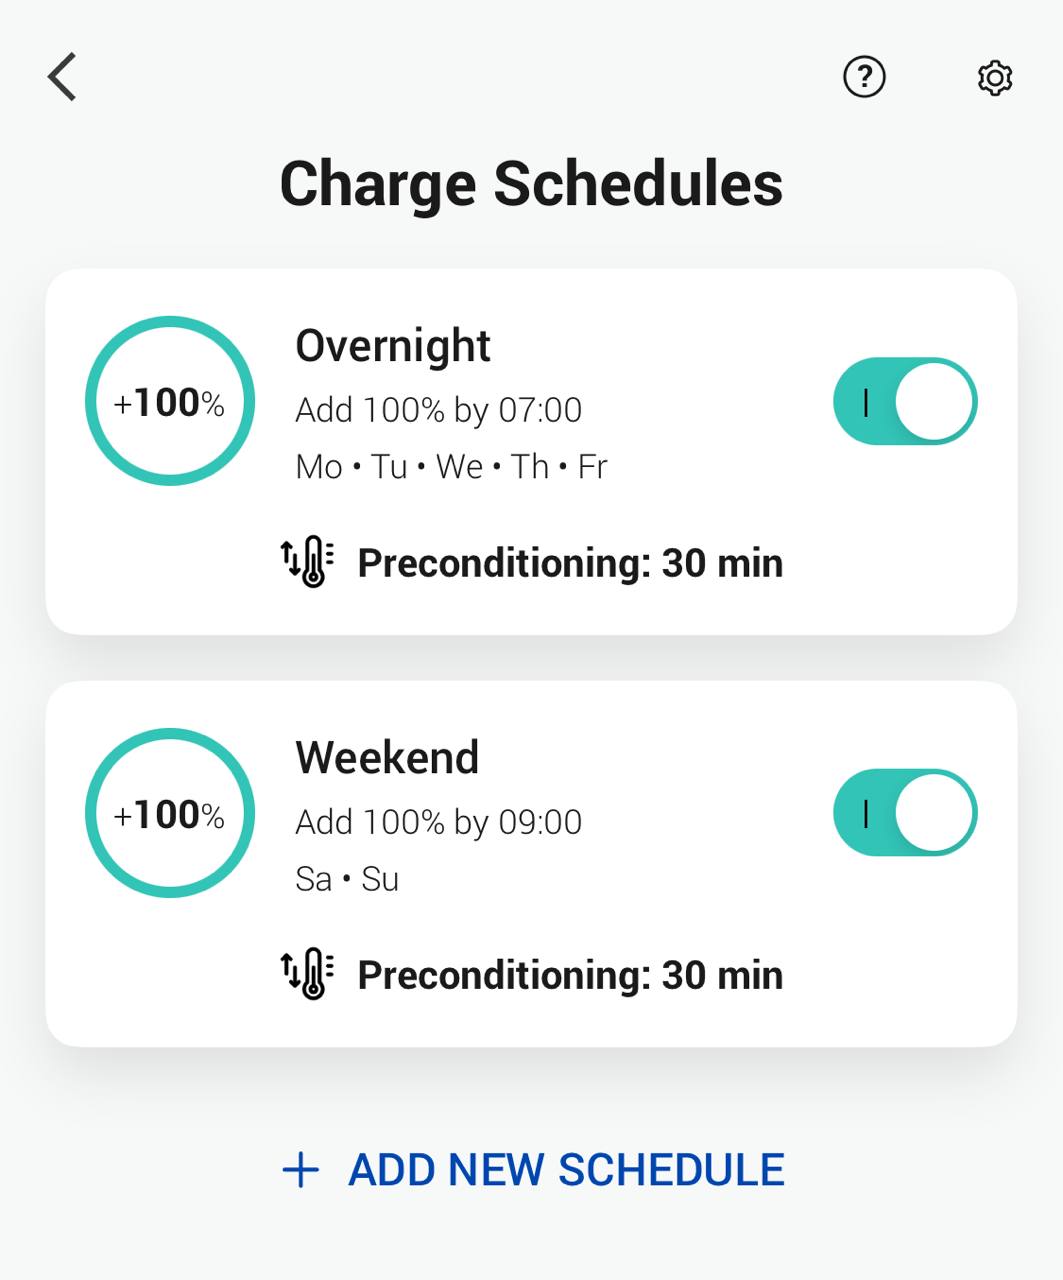 ?
Charge Schedules
+100%
Overnight
Add 100% by 07:00
Mo • Tu • We • Th • Fr
Preconditioning: 30 min
+100%
Weekend
Add 100% by 09:00
Sa • Su
Preconditioning: 30 min
+ ADD NEW SCHEDULE